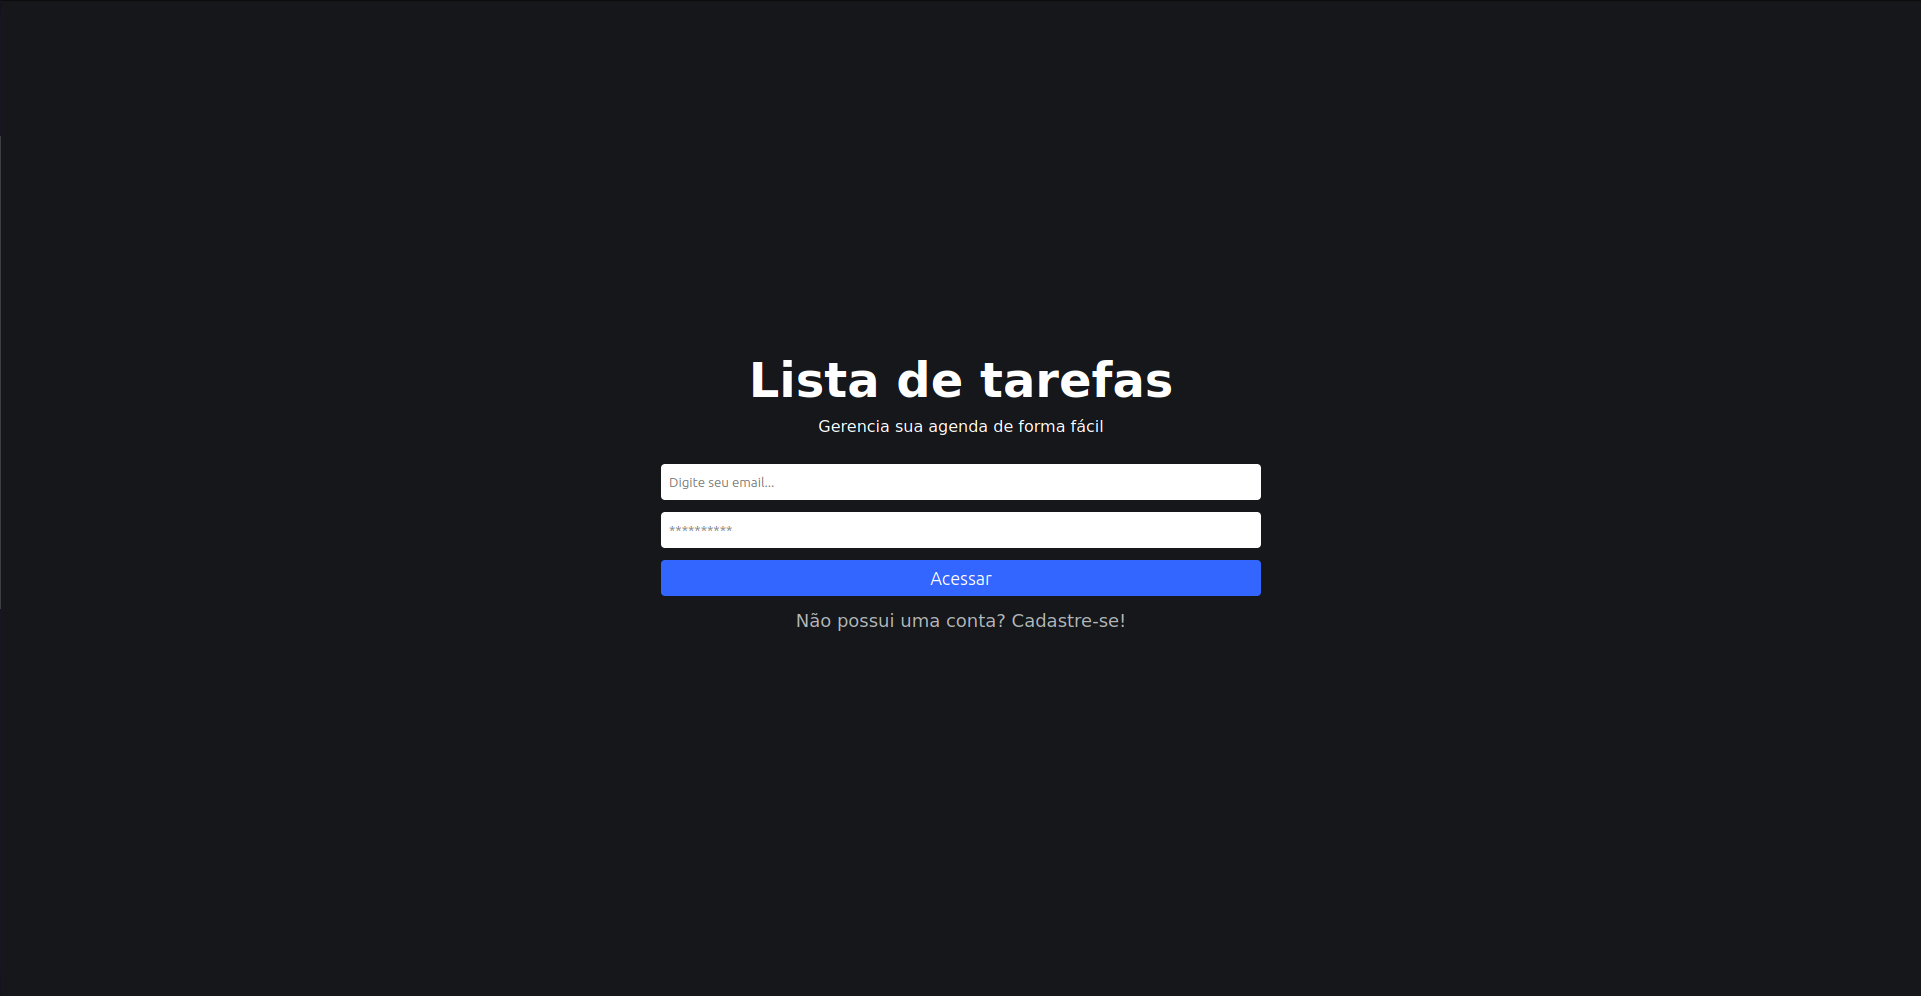 Lista de tarefas
Gerencia sua agenda de forma fácil
Digite seu email...
**********
Acessar
Não possui uma conta? Cadastre-se!